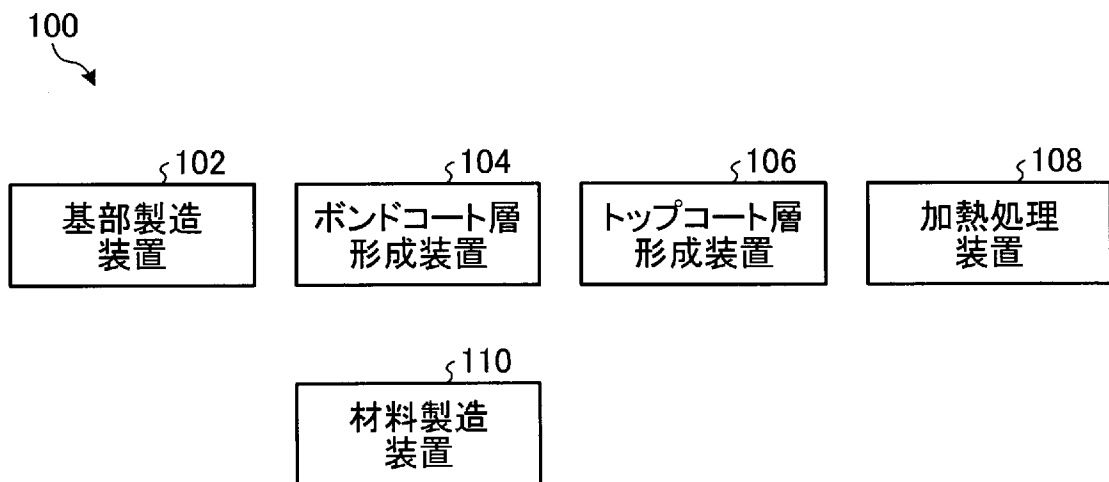 100
102
基部製造
装置
104
ボンドコート層
形成装置
106
トップコート層
形成装置
108
加熱処理
装置
110
材料製造
装置